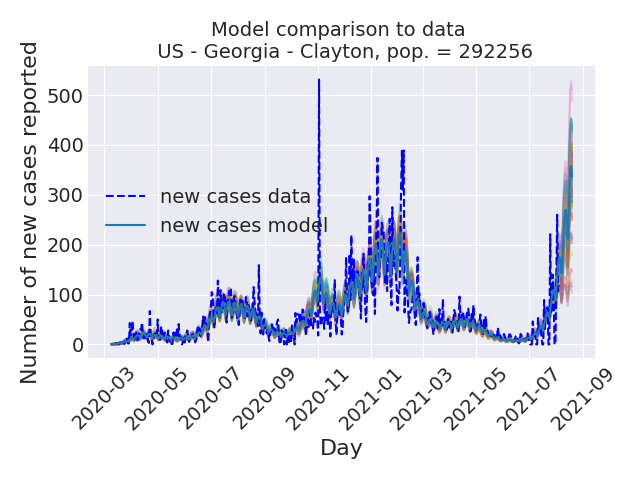 Model comparison to data
US - Georgia - Clayton, pop. = 292256
Number of new cases reported
500
400
300
200
100
0
new cases data
new cases model
2020-03
2020-05
2020-07
2020-09
2020-11
2021-01
2021-03
2021-05
2021-07
2021-09
Day